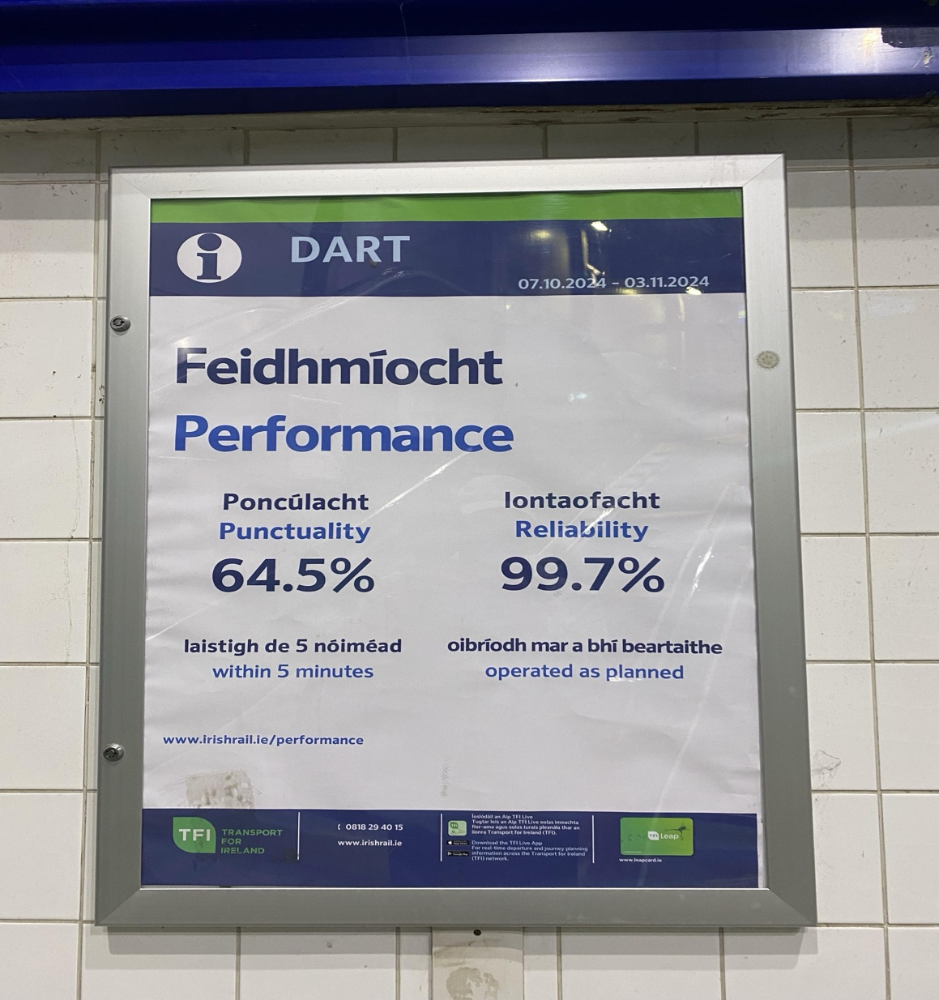 i DART
07.10.2024 - 03.11.2024
Feidhmíocht
Performance
Poncúlacht
Punctuality
64.5%
laistigh de 5 nóiméad
within 5 minutes
Iontaofacht
Reliability
99.7%
oibríodh mar a bhí beartaithe
operated as planned
www.irishrail.ie/performance
TFI TRANSPORT
FOR
IRELAND
0818 29 40 15
www.irishrail.ie
Íoslódáil an Aip TFI Live
Tugtar leis an Aip TFI Live eolas imeachta
fíor-ama agus eolas turais pleanála thar an
líonra Transport for Ireland (TFI).
Download the TFI Live App
For real-time departure and journey planning
information across the Transport for Ireland
(TFI) network.
TFI Leap
www.leapcard.ie